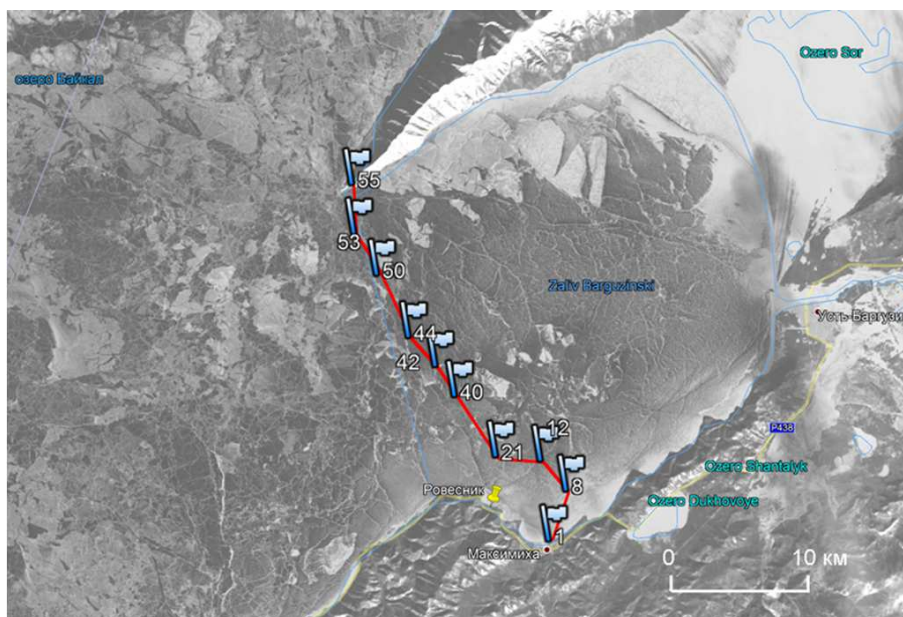 Ozero Sor
озеро Байкал
55
53
50
Zaliv Barguzinski
Усть-Баргузи
44
42
40
12
P438
21
Ozero Shantalyk
8
Ровесник
Ozero Dukhovoye
1
Максимиха
0 10 км